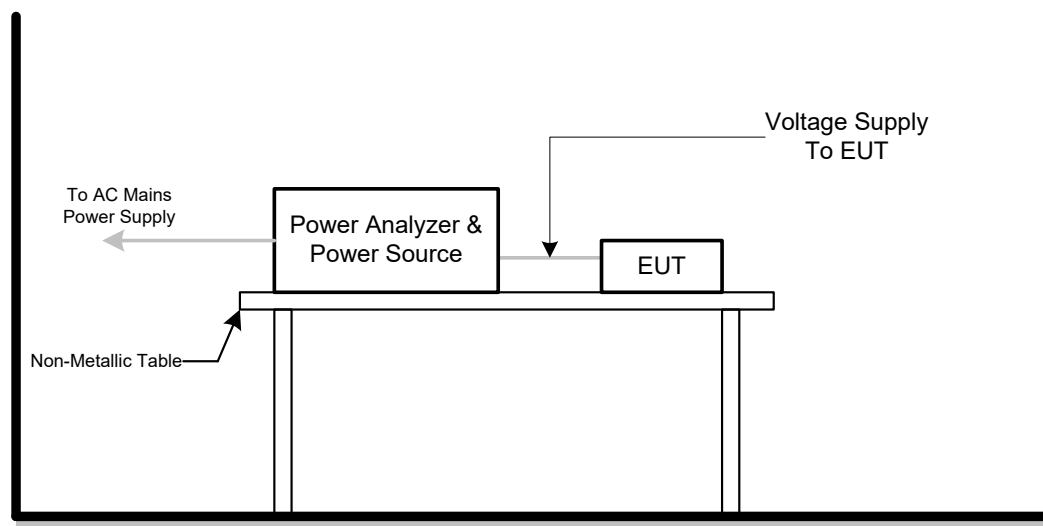 Voltage Supply
To EUT
To AC Mains
Power Supply
Power Analyzer &
Power Source
EUT
Non-Metallic Table